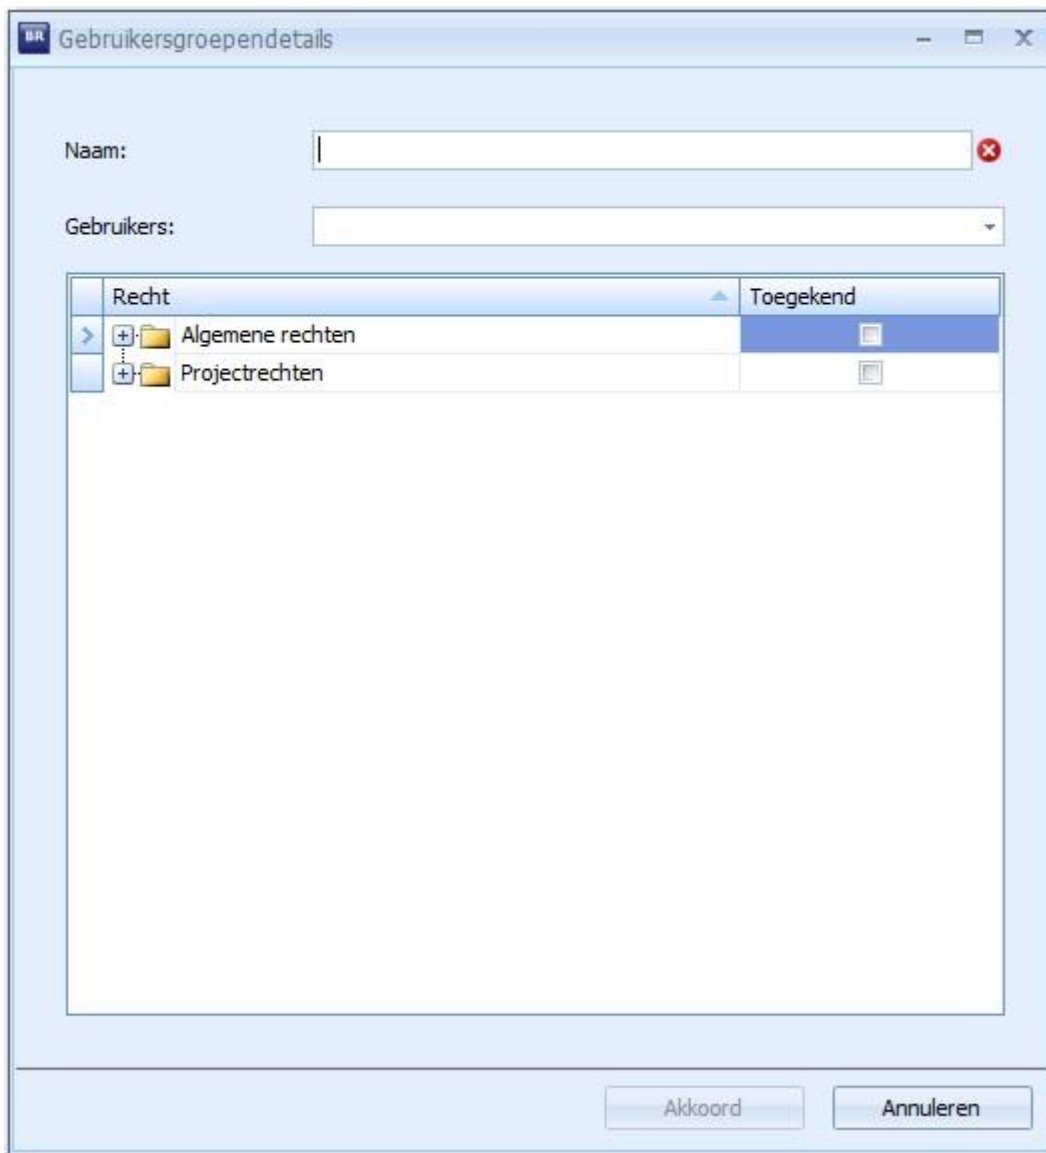 BR Gebruikersgroependetails
Naam:
Gebruikers:
Recht Toegekend
Algemene rechten
Projectrechten
Akkoord Annuleren